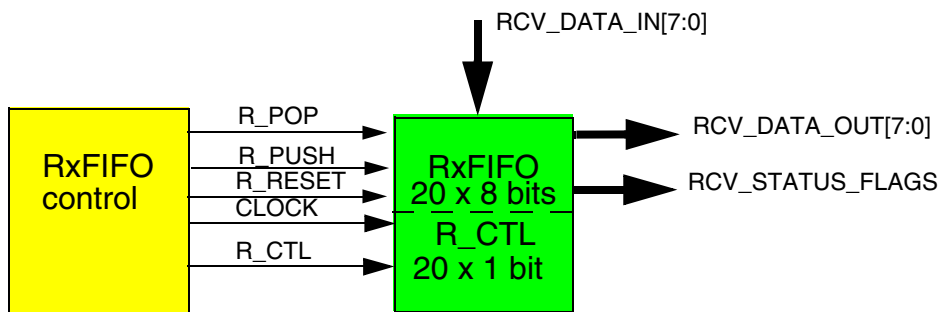 RCV_DATA_IN[7:0]
RxFIFO
control
R_POP
R_PUSH
R_RESET
CLOCK
R_CTL
RxFIFO
20 x 8 bits
R_CTL
20 x 1 bit
RCV_DATA_OUT[7:0]
RCV_STATUS_FLAGS